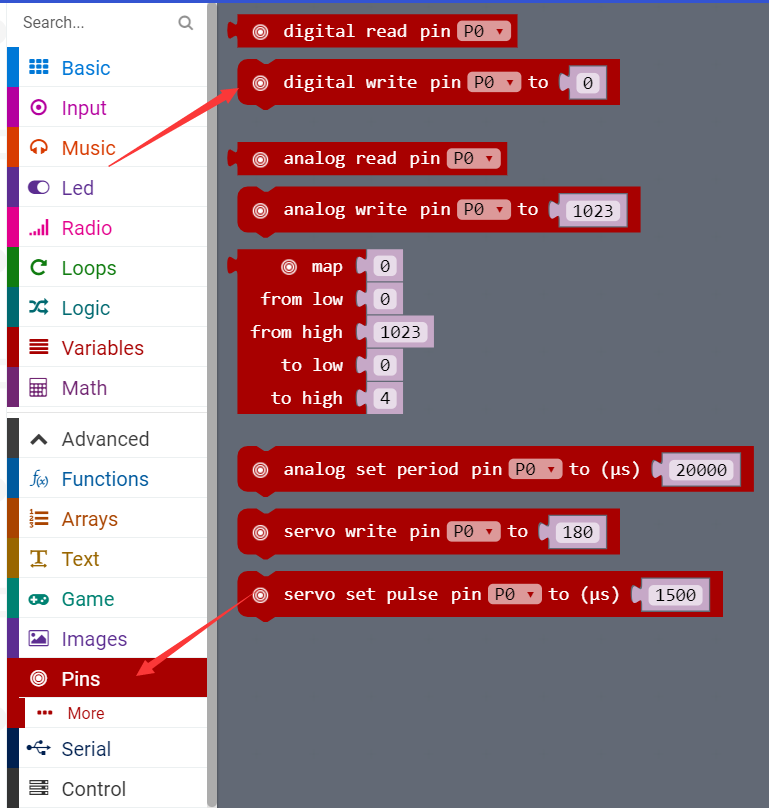 Search...
Basic
Input
Music
Led
Radio
Loops
Logic
Variables
Math
Advanced
Functions
Arrays
Text
Game
Images
Pins
More
Serial
Control
digital read pin P0
digital write pin P0 to 0
analog read pin P0
analog write pin P0 to 1023
map 0
from low 0
from high 1023
to low 0
to high 4
analog set period pin P0 to (µs) 20000
servo write pin P0 to 180
servo set pulse pin P0 to (µs) 1500